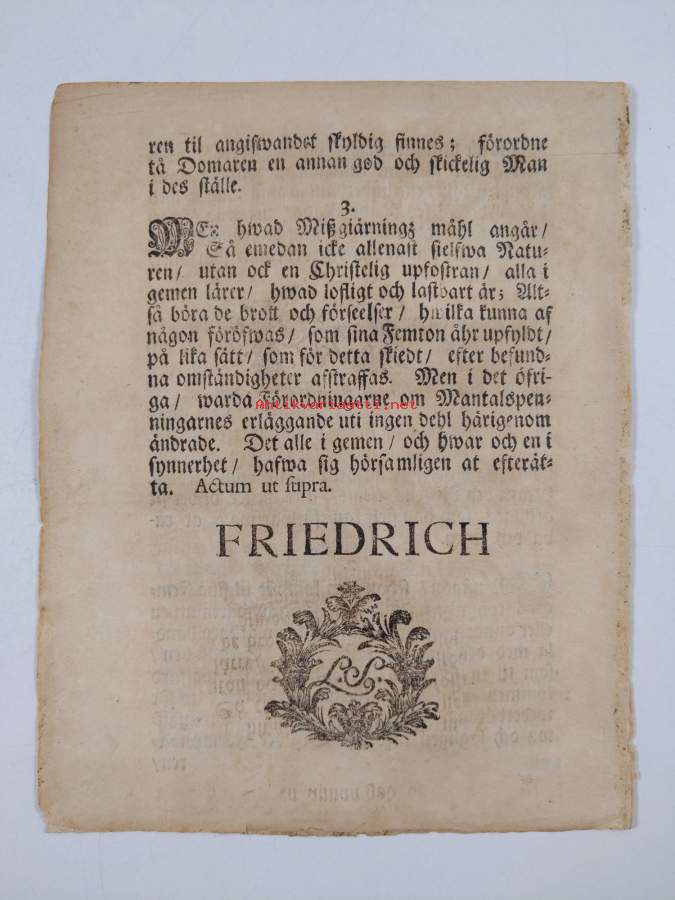 ren til angifwandet skyldig finnes; förordne
tå Domaren en annan god och skickelig Man
i des ställe.
3.
MEn hwad Mißgiärningz måhl angår/
Så emedan icke allenast sielfwa Natu-
ren/ utan ock en Christelig upfostran/ alla i
gemen lärer/ hwad lofligt och lastbart är; Alt-
så böra de brott och förseelser/ hwilka kunna af
någon föröfwas/ som sina Femton åhr upfyldt/
på lika sätt/ som för detta skiedt/ efter befund-
na omständigheter afstraffas. Men i det öfri-
ga/ warda Förordningarne om Mantalspen-
Antikvariaatti.net
ningarnes erläggande uti ingen dehl härigenom
ändrade. Det alle i gemen/ och hwar och en i
synnerhet/ hafwa sig hörsamligen at efterät-
ta. Actum ut supra.
FRIEDRICH
L.S.